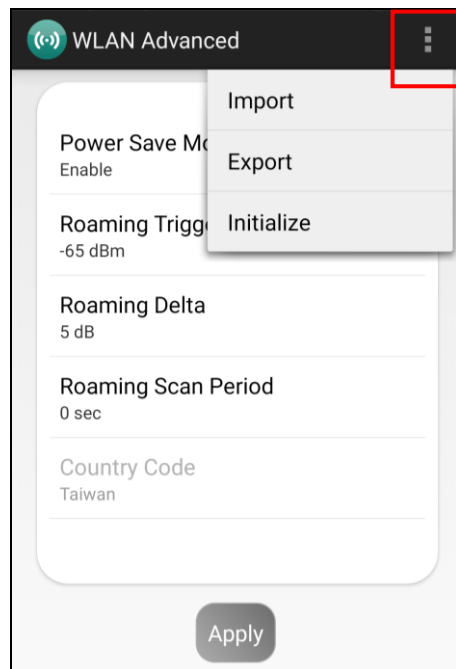 WLAN Advanced
Import
Export
Initialize
Power Save Mo
Enable
Roaming Trigg
-65 dBm
Roaming Delta
5 dB
Roaming Scan Period
0 sec
Country Code
Taiwan
Apply